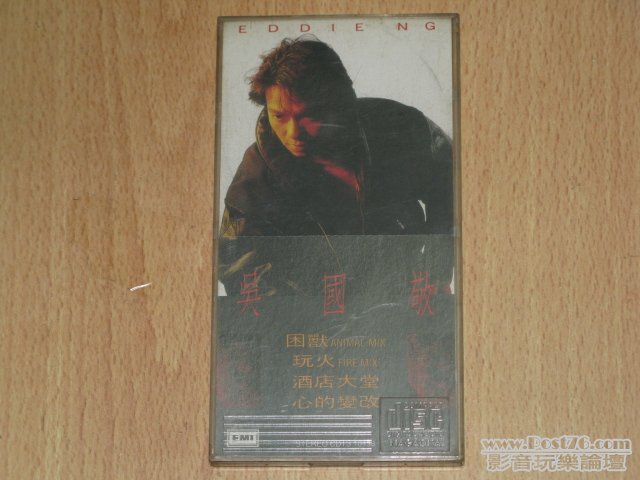 EDDIE NG
吳國敬
困獸 ANIMAL MIX
玩火 FIRE MIX
酒店大堂
心的變改
EMI
DISC
www.Post76.com
影音玩樂論壇